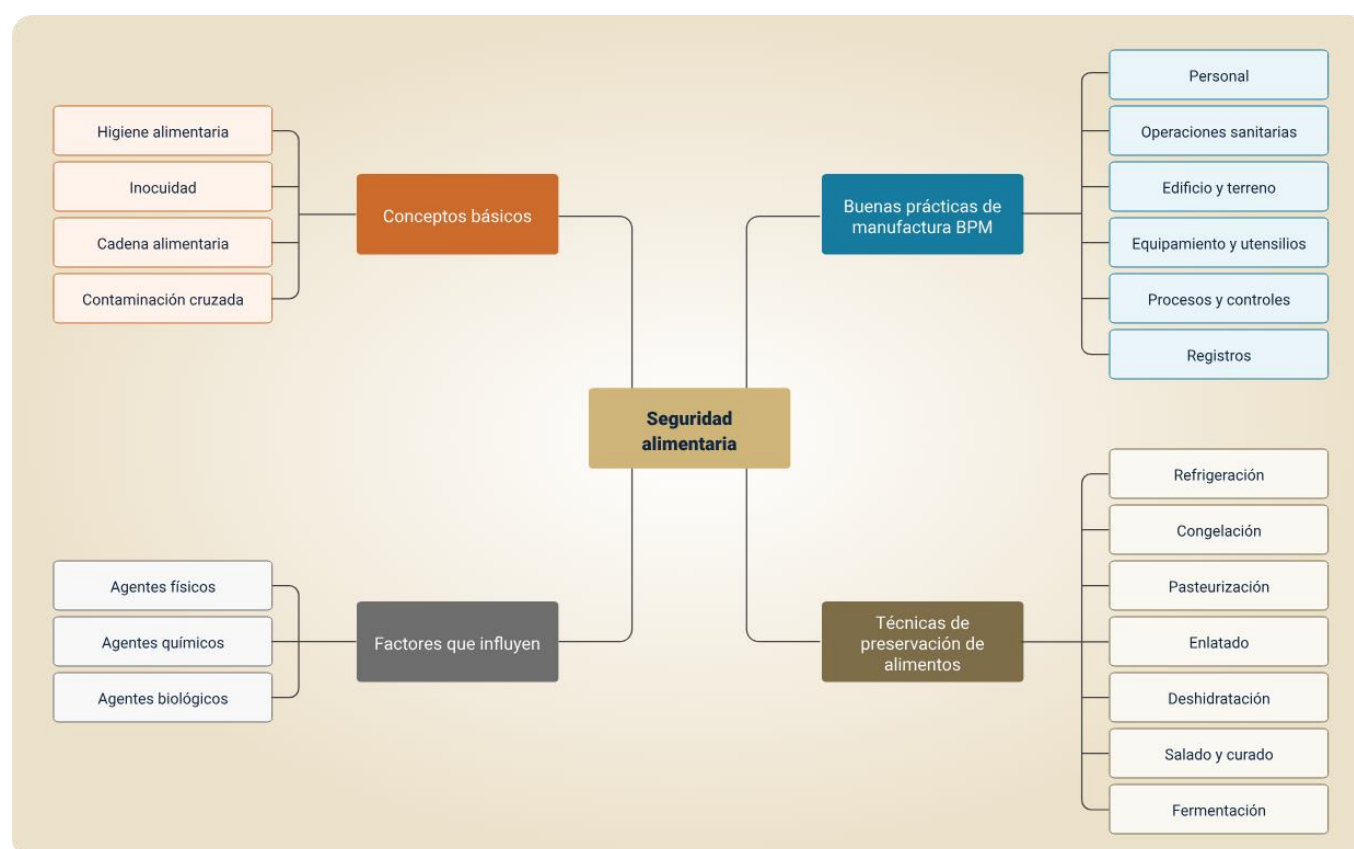 Higiene alimentaria
Inocuidad
Cadena alimentaria
Contaminación cruzada
Conceptos básicos
Agentes físicos
Agentes químicos
Agentes biológicos
Factores que influyen
Seguridad
alimentaria
Buenas prácticas de
manufactura BPM
Personal
Operaciones sanitarias
Edificio y terreno
Equipamiento y utensilios
Procesos y controles
Registros
Técnicas de
preservación de
alimentos
Refrigeración
Congelación
Pasteurización
Enlatado
Deshidratación
Salado y curado
Fermentación